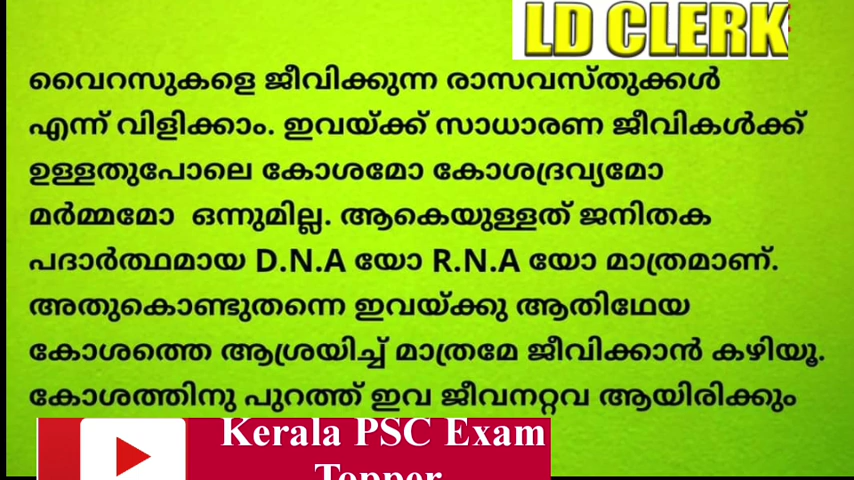 LD CLERK
വൈറസുകളെ ജീവിക്കുന്ന രാസവസ്തുക്കൾ
എന്ന് വിളിക്കാം. ഇവയ്ക്ക് സാധാരണ ജീവികൾക്ക്
ഉള്ളതുപോലെ കോശമോ കോശദ്രവ്യമോ
മർമ്മമോ ഒന്നുമില്ല. ആകെയുള്ളത് ജനിതക
പദാർത്ഥമായ D.N.A യോ R.N.A യോ മാത്രമാണ്.
അതുകൊണ്ടുതന്നെ ഇവയ്ക്കു ആതിഥേയ
കോശത്തെ ആശ്രയിച്ച് മാത്രമേ ജീവിക്കാൻ കഴിയൂ.
കോശത്തിനു പുറത്ത് ഇവ ജീവനറ്റവ ആയിരിക്കും
Kerala PSC Exam
Topper